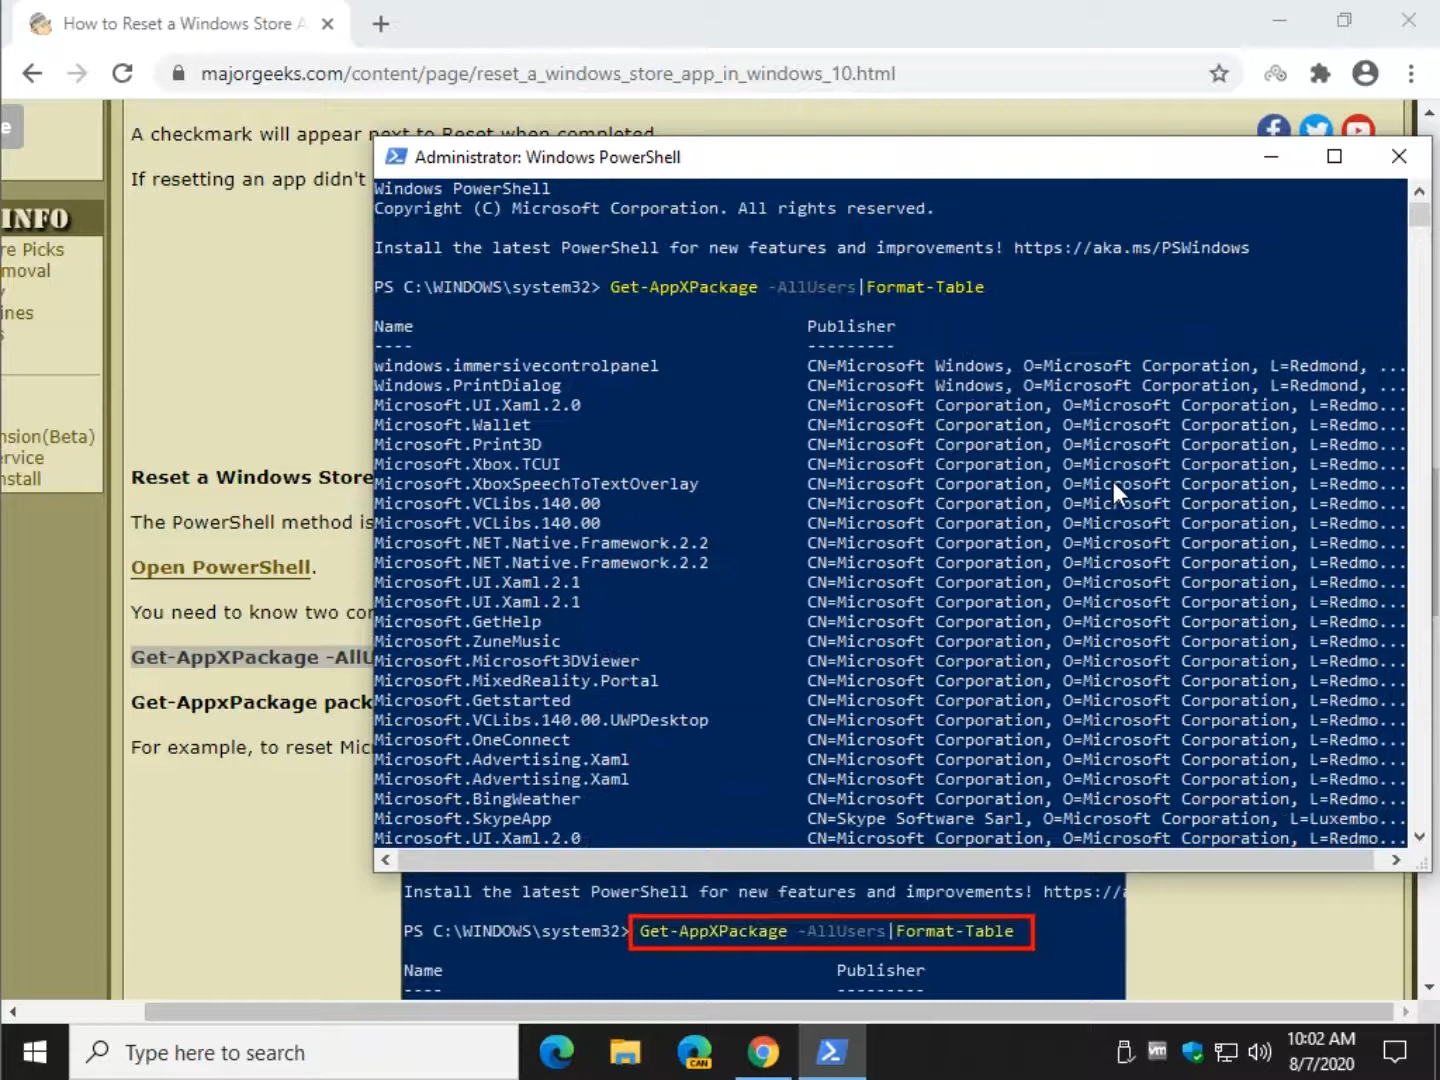 How to Reset a Windows Store A
majorgeeks.com/content/page/reset_a_windows_store_app_in_windows_10.html
e
A checkmark will appear next to Reset when completed.
If resetting an app didn't
INFO
re Picks
moval
y
ines
s
nsion(Beta)
ervice
nstall
Reset a Windows Store
The PowerShell method is
Open PowerShell.
You need to know two co
Get-AppXPackage -AllU
Get-AppxPackage pack
For example, to reset Mic
Administrator: Windows PowerShell
Windows PowerShell
Copyright (C) Microsoft Corporation. All rights reserved.
Install the latest PowerShell for new features and improvements! https://aka.ms/PSWindows
PS C:\WINDOWS\system32> Get-AppXPackage -AllUsers|Format-Table
Name Publisher
---- ---------
windows.immersivecontrolpanel CN=Microsoft Windows, O=Microsoft Corporation, L=Redmond, ...
Windows.PrintDialog CN=Microsoft Windows, O=Microsoft Corporation, L=Redmond, ...
Microsoft.UI.Xaml.2.0 CN=Microsoft Corporation, O=Microsoft Corporation, L=Redmo...
Microsoft.Wallet CN=Microsoft Corporation, O=Microsoft Corporation, L=Redmo...
Microsoft.Print3D CN=Microsoft Corporation, O=Microsoft Corporation, L=Redmo...
Microsoft.Xbox.TCUI CN=Microsoft Corporation, O=Microsoft Corporation, L=Redmo...
Microsoft.XboxSpeechToTextOverlay CN=Microsoft Corporation, O=Microsoft Corporation, L=Redmo...
Microsoft.VCLibs.140.00 CN=Microsoft Corporation, O=Microsoft Corporation, L=Redmo...
Microsoft.VCLibs.140.00 CN=Microsoft Corporation, O=Microsoft Corporation, L=Redmo...
Microsoft.NET.Native.Framework.2.2 CN=Microsoft Corporation, O=Microsoft Corporation, L=Redmo...
Microsoft.NET.Native.Framework.2.2 CN=Microsoft Corporation, O=Microsoft Corporation, L=Redmo...
Microsoft.UI.Xaml.2.1 CN=Microsoft Corporation, O=Microsoft Corporation, L=Redmo...
Microsoft.UI.Xaml.2.1 CN=Microsoft Corporation, O=Microsoft Corporation, L=Redmo...
Microsoft.GetHelp CN=Microsoft Corporation, O=Microsoft Corporation, L=Redmo...
Microsoft.ZuneMusic CN=Microsoft Corporation, O=Microsoft Corporation, L=Redmo...
Microsoft.Microsoft3DViewer CN=Microsoft Corporation, O=Microsoft Corporation, L=Redmo...
Microsoft.MixedReality.Portal CN=Microsoft Corporation, O=Microsoft Corporation, L=Redmo...
Microsoft.Getstarted CN=Microsoft Corporation, O=Microsoft Corporation, L=Redmo...
Microsoft.VCLibs.140.00.UWPDesktop CN=Microsoft Corporation, O=Microsoft Corporation, L=Redmo...
Microsoft.OneConnect CN=Microsoft Corporation, O=Microsoft Corporation, L=Redmo...
Microsoft.Advertising.Xaml CN=Microsoft Corporation, O=Microsoft Corporation, L=Redmo...
Microsoft.Advertising.Xaml CN=Microsoft Corporation, O=Microsoft Corporation, L=Redmo...
Microsoft.BingWeather CN=Microsoft Corporation, O=Microsoft Corporation, L=Redmo...
Microsoft.SkypeApp CN=Skype Software Sarl, O=Microsoft Corporation, L=Luxembo...
Microsoft.UI.Xaml.2.0 CN=Microsoft Corporation, O=Microsoft Corporation, L=Redmo...
Install the latest PowerShell for new features and improvements! https://a
PS C:\WINDOWS\system32> Get-AppXPackage -AllUsers|Format-Table
Name Publisher
---- ---------
Type here to search
CAN
vm
10:02 AM
8/7/2020